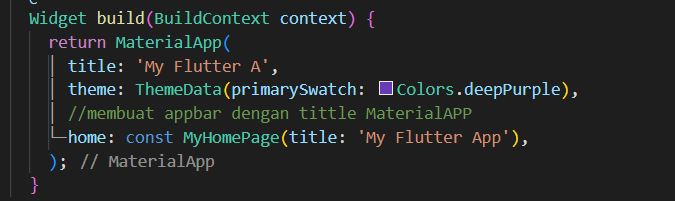 Widget build(BuildContext context) {
return MaterialApp(
title: 'My Flutter A',
theme: ThemeData(primarySwatch: Colors.deepPurple),
//membuat appbar dengan tittle MaterialAPP
home: const MyHomePage(title: 'My Flutter App'),
); // MaterialApp
}